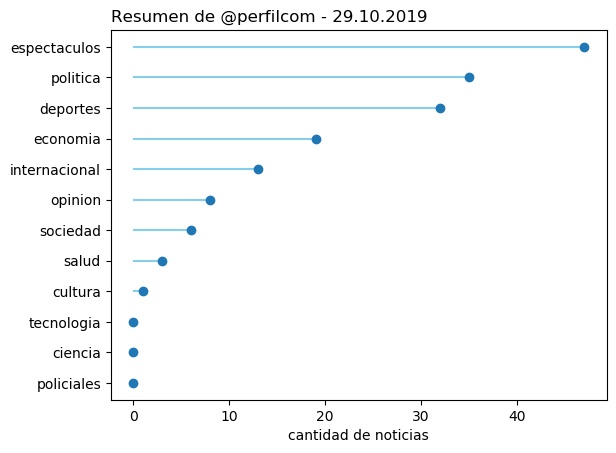 Resumen de @perfilcom - 29.10.2019
espectaculos
politica
deportes
economia
internacional
opinion
sociedad
salud
cultura
tecnologia
ciencia
policiales
0 10 20 30 40
cantidad de noticias